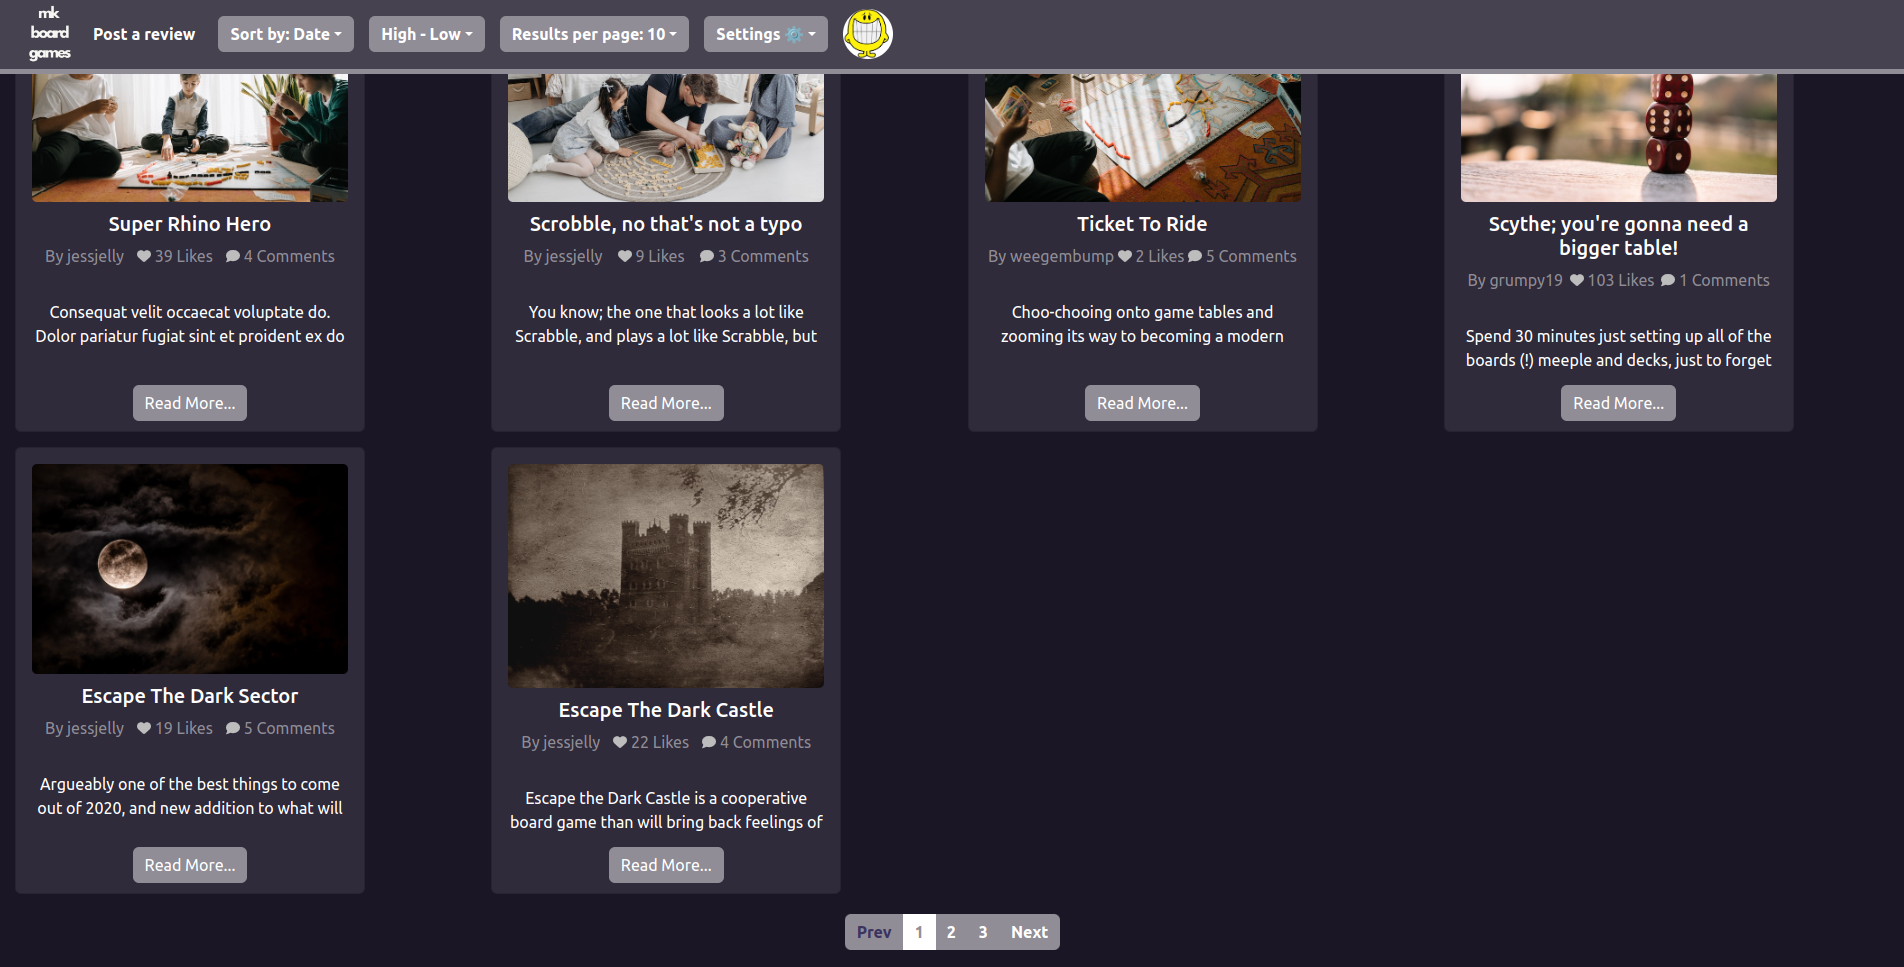 mk
board
games
Post a review
Sort by: Date
High - Low
Results per page: 10
Settings
Super Rhino Hero
By jessjelly 39 Likes 4 Comments
Consequat velit occaecat voluptate do.
Dolor pariatur fugiat sint et proident ex do
Read More...
Scrobble, no that's not a typo
By jessjelly 9 Likes 3 Comments
You know; the one that looks a lot like
Scrabble, and plays a lot like Scrabble, but
Read More...
Ticket To Ride
By weegembump 2 Likes 5 Comments
Choo-chooing onto game tables and
zooming its way to becoming a modern
Read More...
Scythe; you're gonna need a
bigger table!
By grumpy19 103 Likes 1 Comments
Spend 30 minutes just setting up all of the
boards (!) meeple and decks, just to forget
Read More...
Escape The Dark Sector
By jessjelly 19 Likes 5 Comments
Argueably one of the best things to come
out of 2020, and new addition to what will
Read More...
Escape The Dark Castle
By jessjelly 22 Likes 4 Comments
Escape the Dark Castle is a cooperative
board game than will bring back feelings of
Read More...
Prev 1 2 3 Next